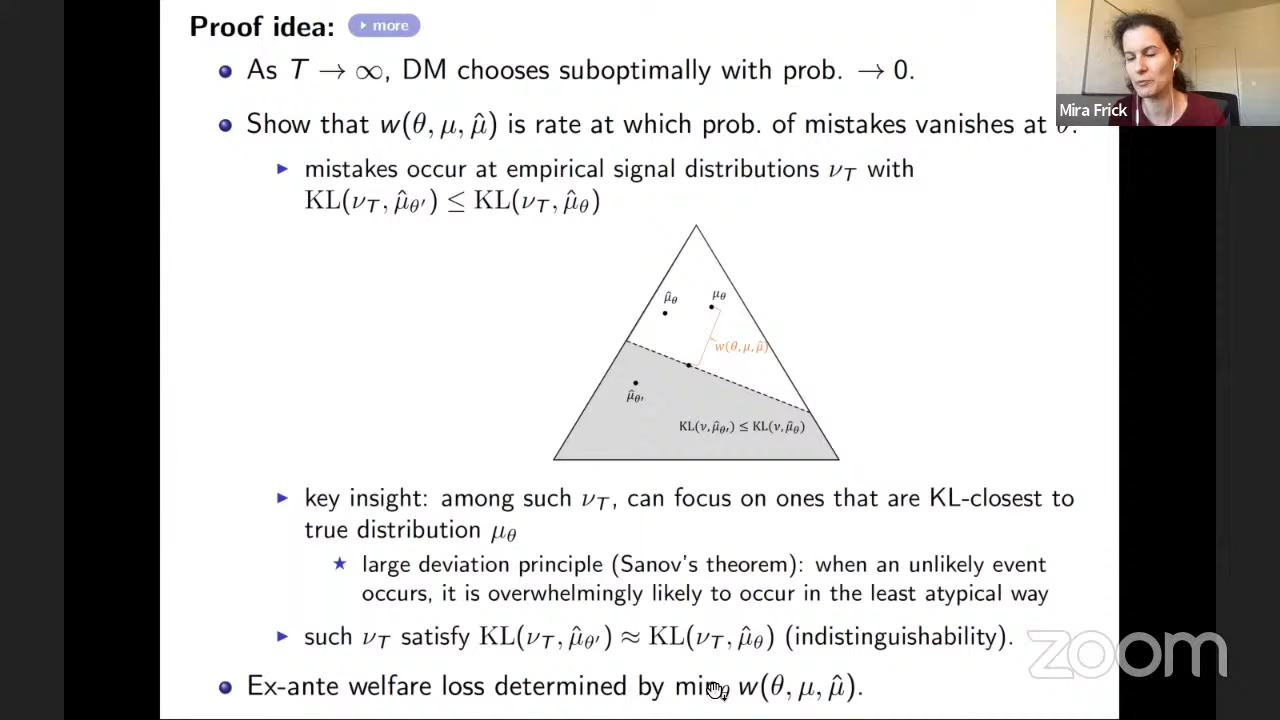 Proof idea: more
As T → ∞, DM chooses suboptimally with prob. → 0.
Show that w(θ, μ, μ̂) is rate at which prob. of mistakes vanishes at θ.
mistakes occur at empirical signal distributions ν_T with
KL(ν_T, μ̂_θ′) ≤ KL(ν_T, μ̂_θ)
μ̂_θ μ_θ
w(θ, μ, μ̂)
μ̂_θ′
KL(ν, μ̂_θ′) ≤ KL(ν, μ̂_θ)
key insight: among such ν_T, can focus on ones that are KL-closest to
true distribution μ_θ
large deviation principle (Sanov's theorem): when an unlikely event
occurs, it is overwhelmingly likely to occur in the least atypical way
such ν_T satisfy KL(ν_T, μ̂_θ′) ≈ KL(ν_T, μ̂_θ) (indistinguishability).
Ex-ante welfare loss determined by min_θ w(θ, μ, μ̂).
Mira Frick
zoom